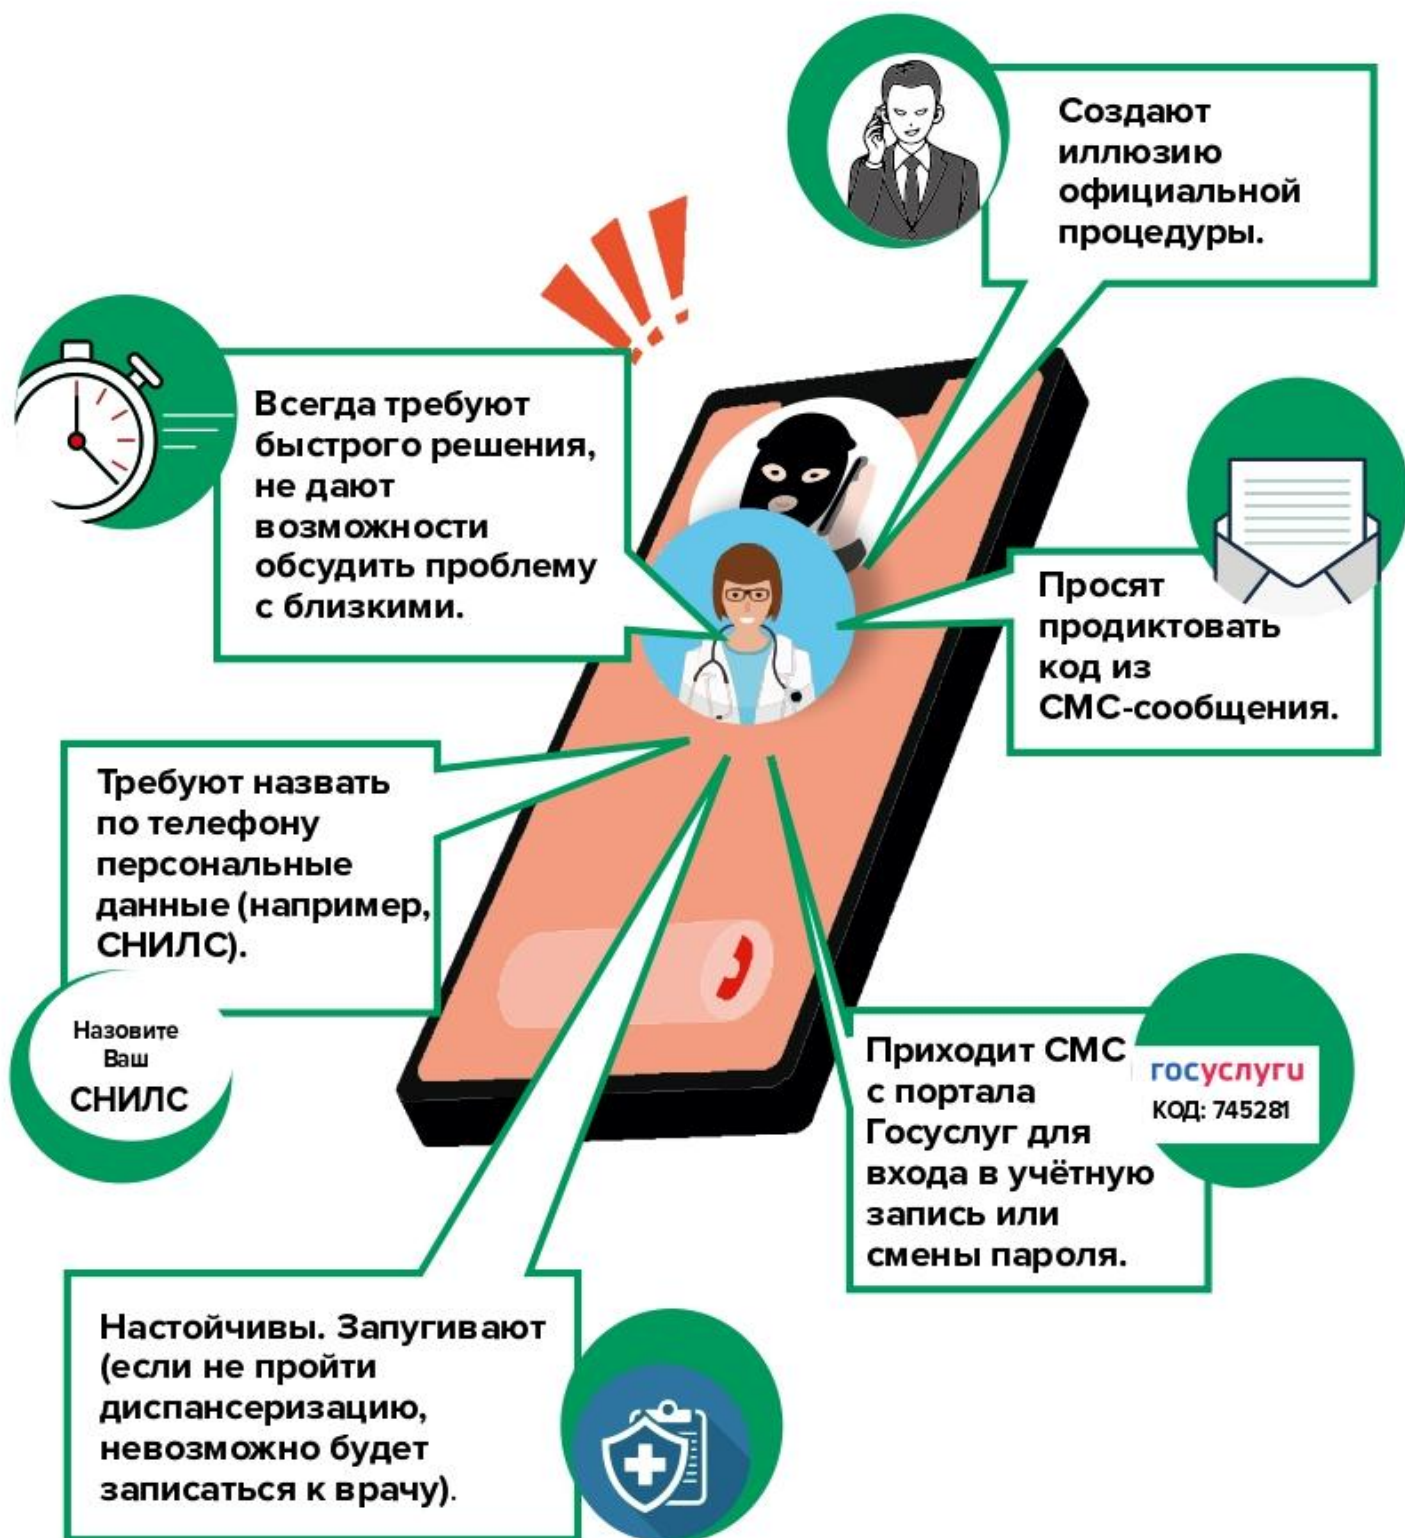 Создают
иллюзию
официальной
процедуры.
Всегда требуют
быстрого решения,
не дают
возможности
обсудить проблему
с близкими.
Просят
продиктовать
код из
СМС-сообщения.
Требуют назвать
по телефону
персональные
данные (например,
СНИЛС).
Назовите
Ваш
СНИЛС
Приходит СМС
с портала
Госуслуг для
входа в учётную
запись или
смены пароля.
госуслуги
КОД: 745281
Настойчивы. Запугивают
(если не пройти
диспансеризацию,
невозможно будет
записаться к врачу).